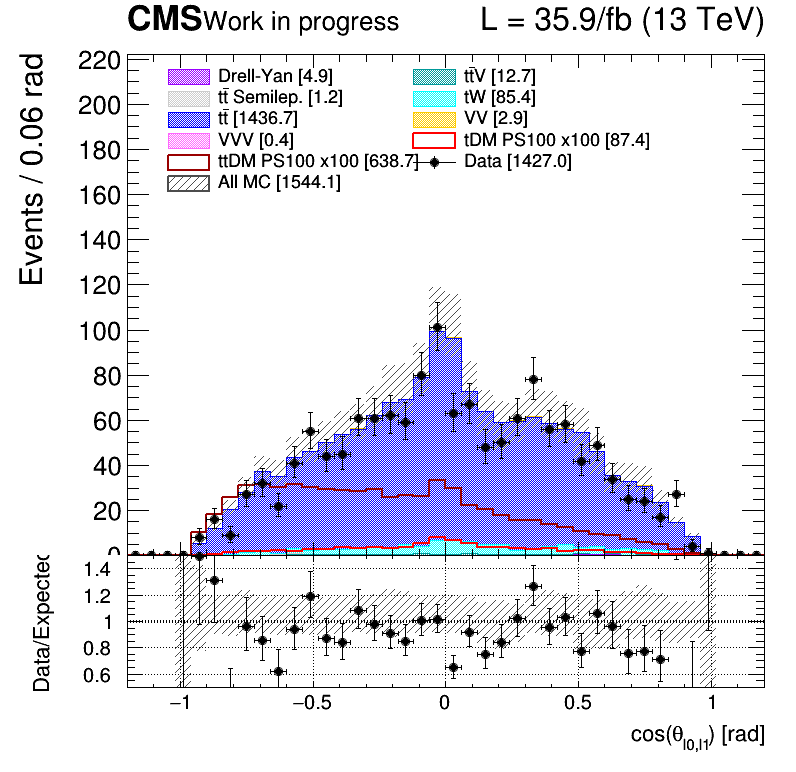 CMS Work in progress L = 35.9/fb (13 TeV)
Events / 0.06 rad
220
200
180
160
140
120
100
80
60
40
20
0
Drell-Yan [4.9]
tt̄V [12.7]
tt̄ Semilep. [1.2]
tW [85.4]
tt̄ [1436.7]
VV [2.9]
VVV [0.4]
tDM PS100 x100 [87.4]
ttDM PS100 x100 [638.7]
Data [1427.0]
All MC [1544.1]
Data/Expected
1.4
1.2
1
0.8
0.6
−1 −0.5 0 0.5 1
cos(θl0,l1) [rad]